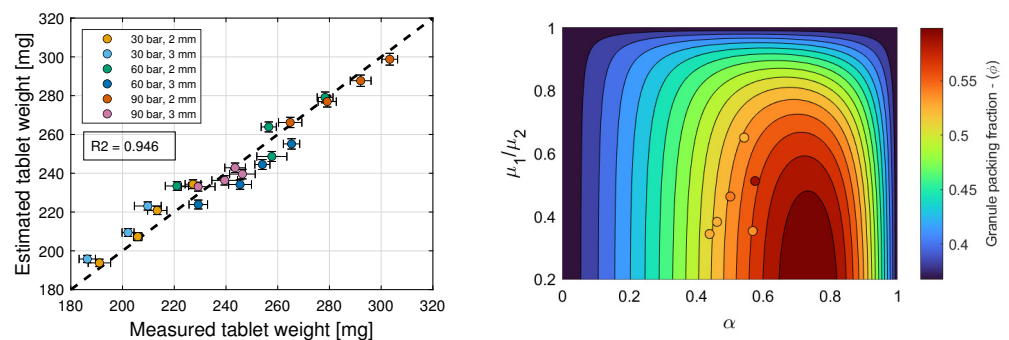 320
300
280
260
240
220
200
180
180
200
220
240
260
280
300
320
Estimated tablet weight [mg]
Measured tablet weight [mg]
30 bar, 2 mm
30 bar, 3 mm
60 bar, 2 mm
60 bar, 3 mm
90 bar, 2 mm
90 bar, 3 mm
R2 = 0.946
1
0.8
0.6
0.4
0.2
0
0.2
0.4
0.6
0.8
1
μ1/μ2
α
0.55
0.5
0.45
0.4
Granule packing fraction - (ϕ)